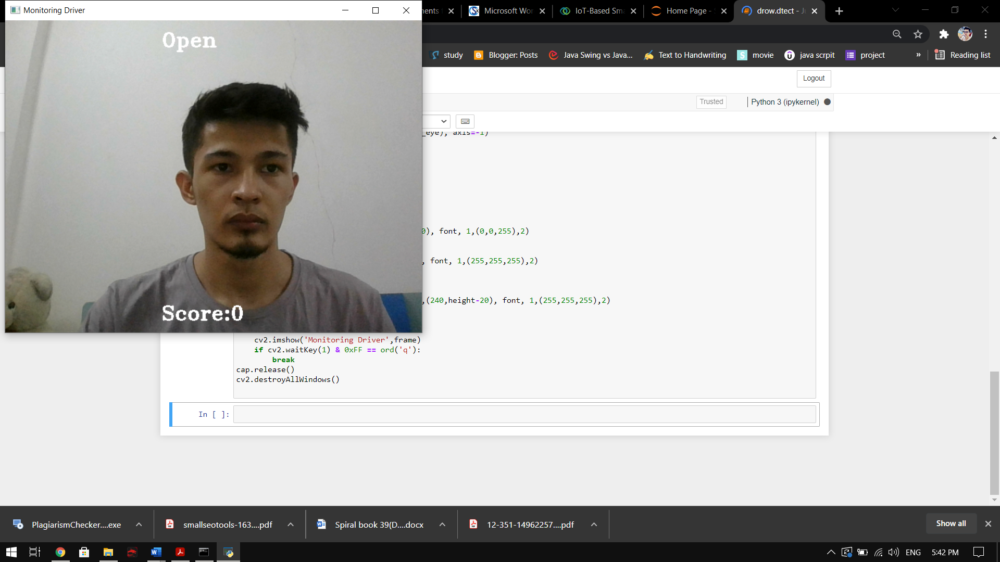 Monitoring Driver
Open
Score:0
ments
Microsoft Wor
IoT-Based Sma
Home Page -
drow.dtect - Ju
study
Blogger: Posts
Java Swing vs Java...
Text to Handwriting
movie
java scrpit
project
»
Reading list
Logout
Trusted
Python 3 (ipykernel)
_eye), axis=-1)
0), font, 1,(0,0,255),2)
, font, 1,(255,255,255),2)
,(240,height-20), font, 1,(255,255,255),2)
cv2.imshow('Monitoring Driver',frame)
if cv2.waitKey(1) & 0xFF == ord('q'):
break
cap.release()
cv2.destroyAllWindows()
In [ ]:
PlagiarismChecker....exe
smallseotools-163....pdf
Spiral book 39(D....docx
12-351-14962257....pdf
Show all
ENG
5:42 PM